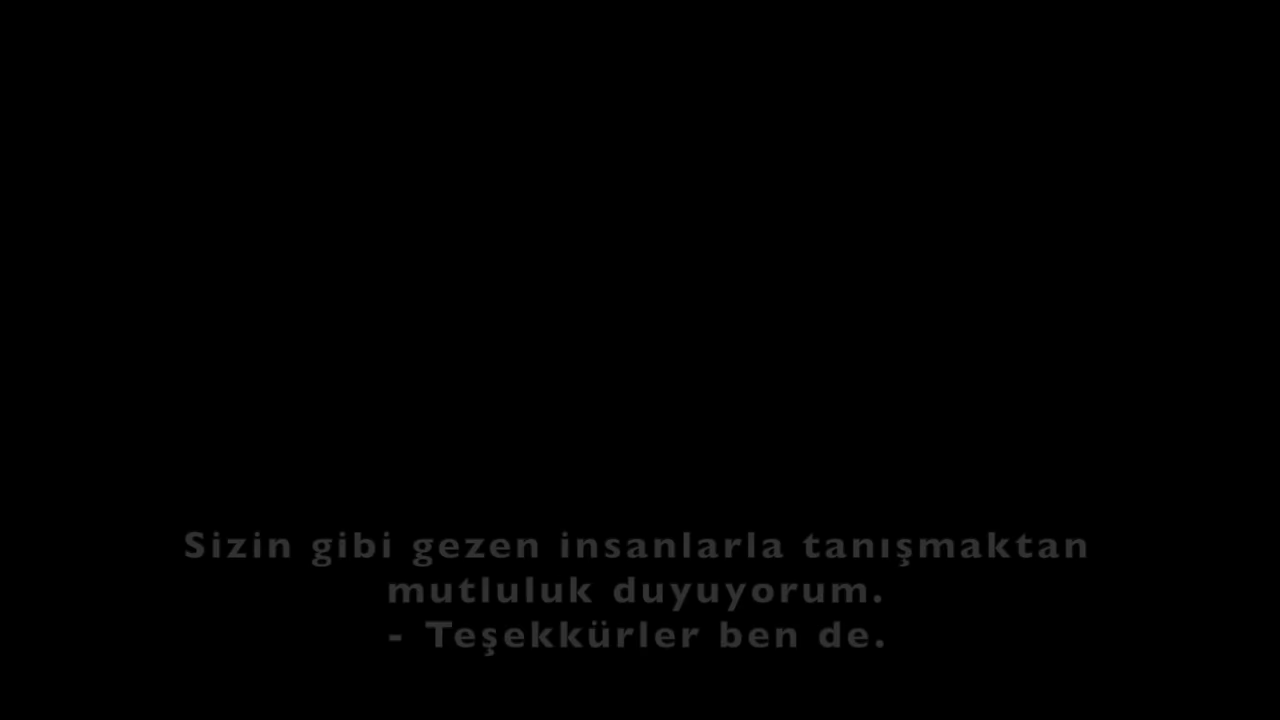 Sizin gibi gezen insanlarla tanışmaktan
mutluluk duyuyorum.
- Teşekkürler ben de.